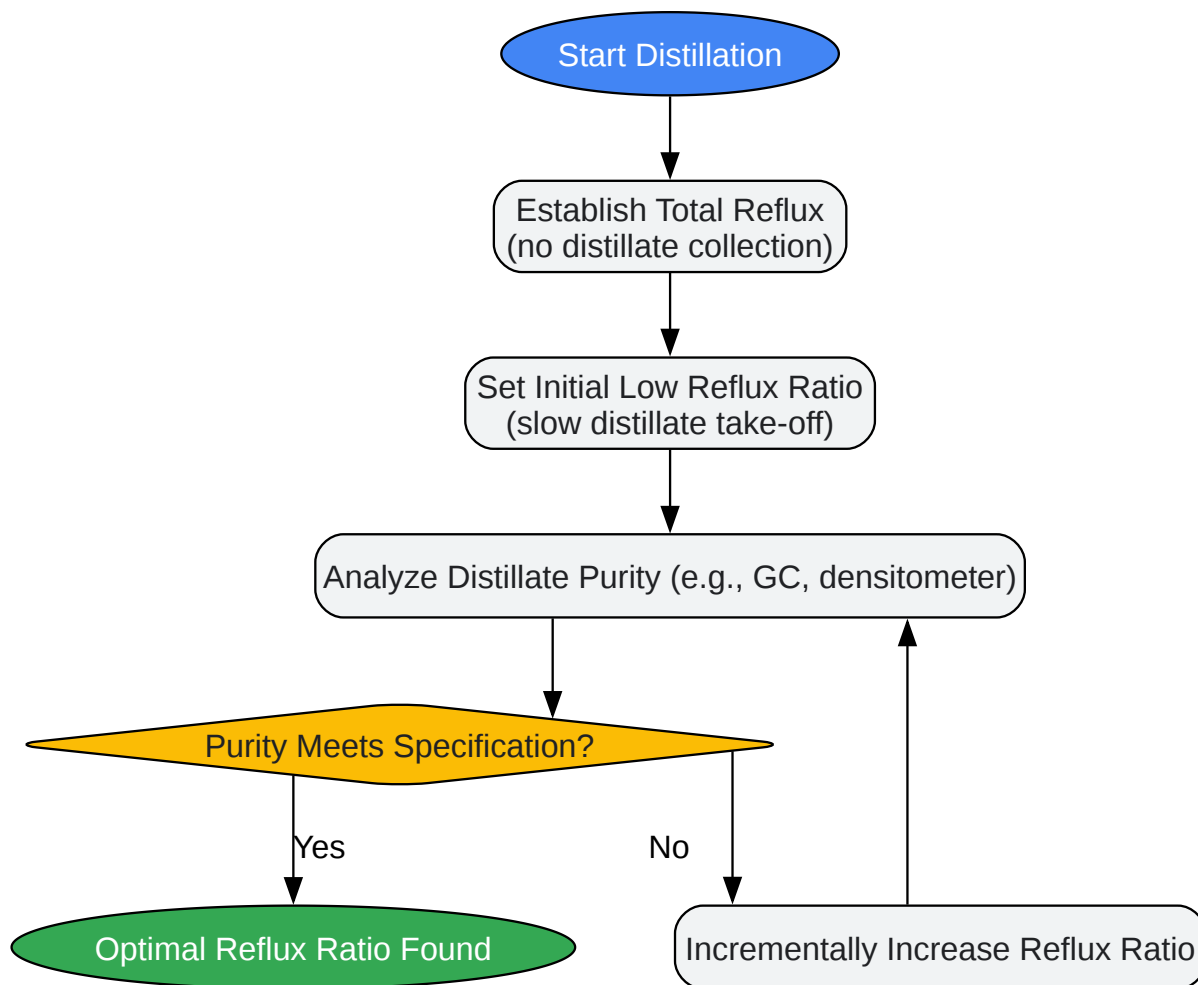 Start Distillation
Establish Total Reflux
(no distillate collection)
Set Initial Low Reflux Ratio
(slow distillate take-off)
Analyze Distillate Purity (e.g., GC, densitometer)
Purity Meets Specification?
Yes
No
Optimal Reflux Ratio Found
Incrementally Increase Reflux Ratio